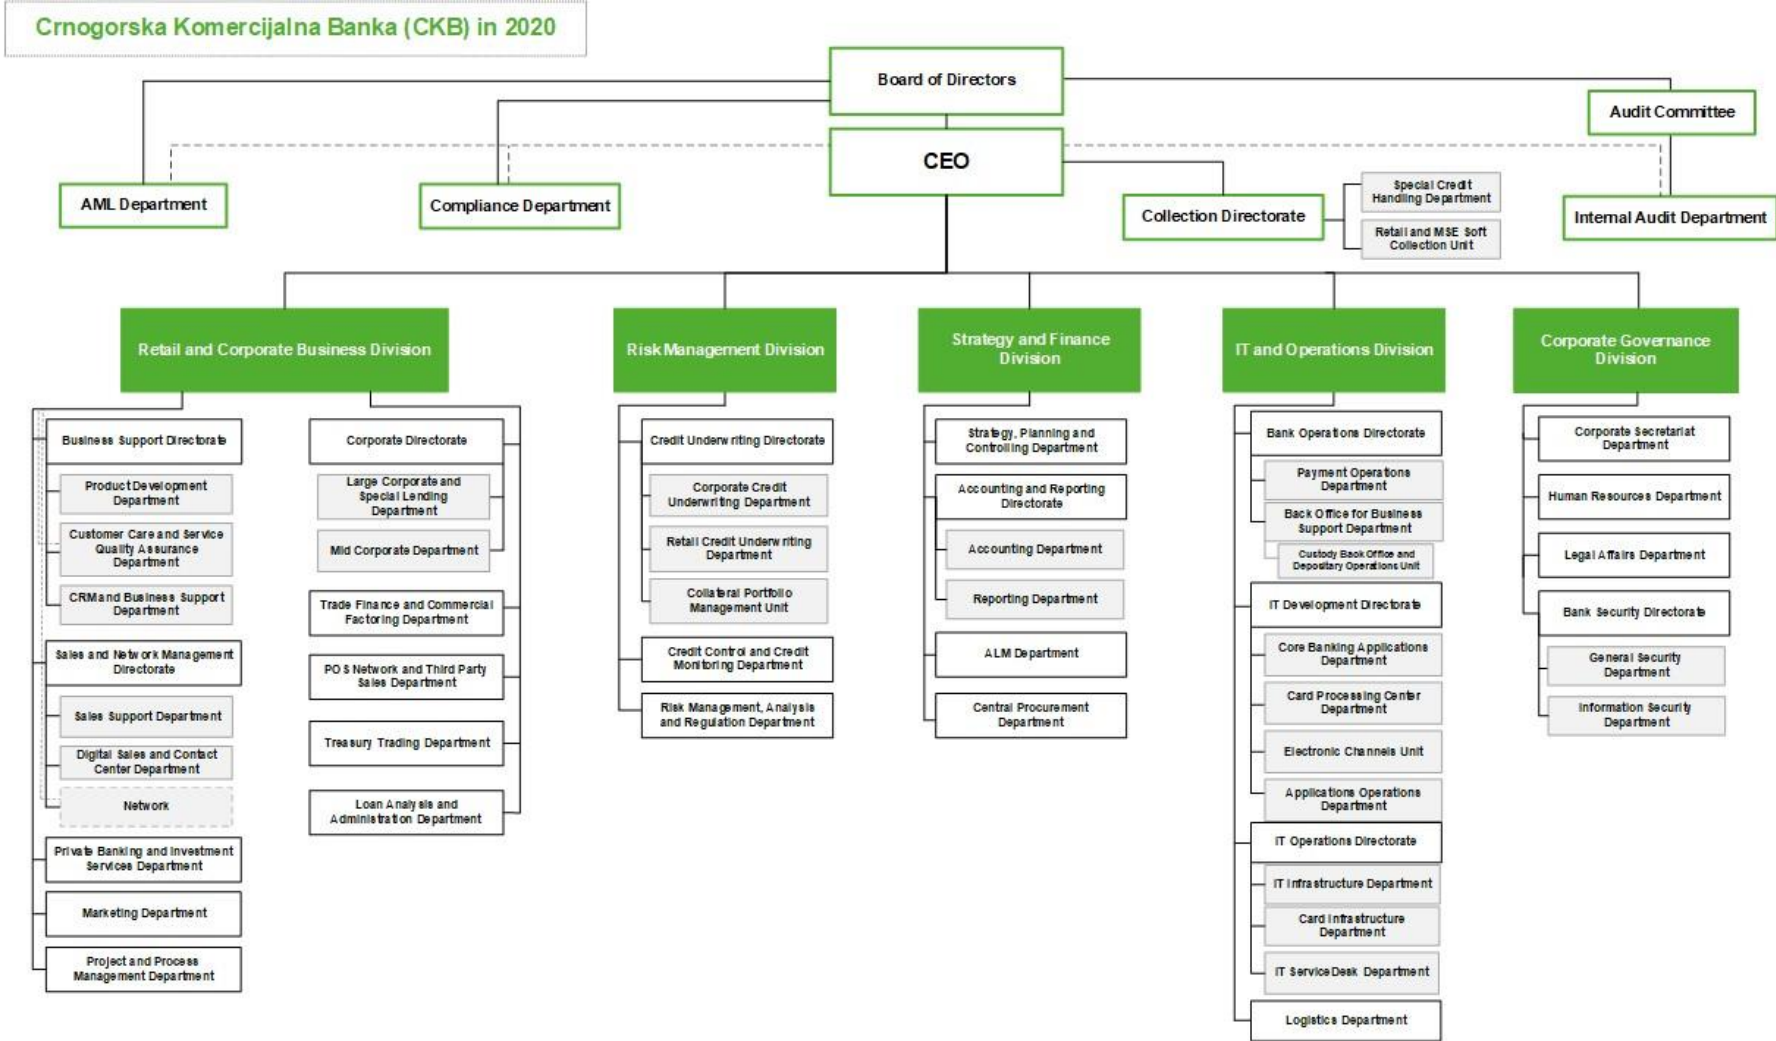 Crnogorska Komercijalna Banka (CKB) in 2020
Board of Directors
Audit Committee
CEO
AML Department
Compliance Department
Collection Directorate
Special Credit
Handling Department
Retail and MSE Soft
Collection Unit
Internal Audit Department
Retail and Corporate Business Division
Risk Management Division
Strategy and Finance
Division
IT and Operations Division
Corporate Governance
Division
Business Support Directorate
Product Development
Department
Customer Care and Service
Quality Assurance
Department
CRM and Business Support
Department
Sales and Network Management
Directorate
Sales Support Department
Digital Sales and Contact
Center Department
Network
Private Banking and Investment
Services Department
Marketing Department
Project and Process
Management Department
Corporate Directorate
Large Corporate and
Special Lending
Department
Mid Corporate Department
Trade Finance and Commercial
Factoring Department
POS Network and Third Party
Sales Department
Treasury Trading Department
Loan Analysis and
Administration Department
Credit Underwriting Directorate
Corporate Credit
Underwriting Department
Retail Credit Underwriting
Department
Collateral Portfolio
Management Unit
Credit Control and Credit
Monitoring Department
Risk Management, Analysis
and Regulation Department
Strategy, Planning and
Controlling Department
Accounting and Reporting
Directorate
Accounting Department
Reporting Department
ALM Department
Central Procurement
Department
Bank Operations Directorate
Payment Operations
Department
Back Office for Business
Support Department
Custody Back Office and
Depositary Operations Unit
IT Development Directorate
Core Banking Applications
Department
Card Processing Center
Department
Electronic Channels Unit
Applications Operations
Department
IT Operations Directorate
IT Infrastructure Department
Card Infrastructure
Department
IT ServiceDesk Department
Logistics Department
Corporate Secretariat
Department
Human Resources Department
Legal Affairs Department
Bank Security Directorate
General Security
Department
Information Security
Department